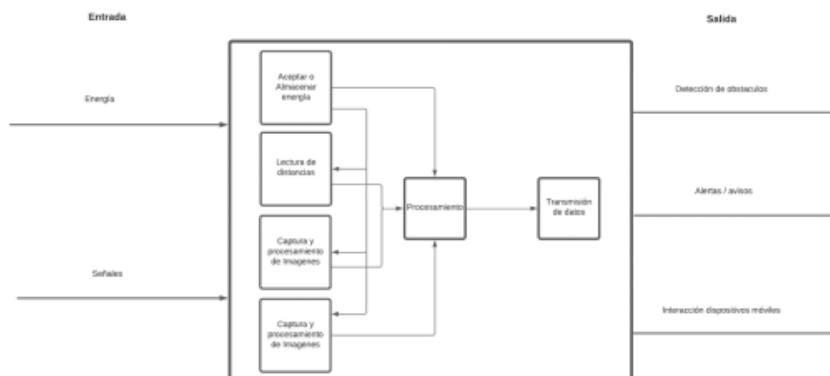 Entrada
Salida
Energía
Señales
Aceptar o
Almacenar
energía
Lectura de
distancias
Captura y
procesamiento
de Imagenes
Captura y
procesamiento
de Imagenes
Procesamiento
Transmisión
de datos
Detección de obstaculos
Alertas / avisos
Interacción dispositivos móviles